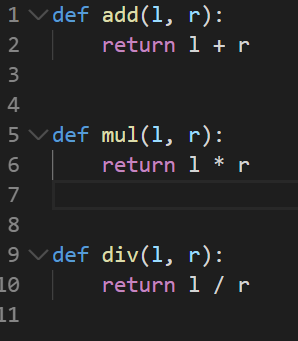 1 def add(l, r):
2     return l + r
3
4
5 def mul(l, r):
6     return l * r
7
8
9 def div(l, r):
10     return l / r
11